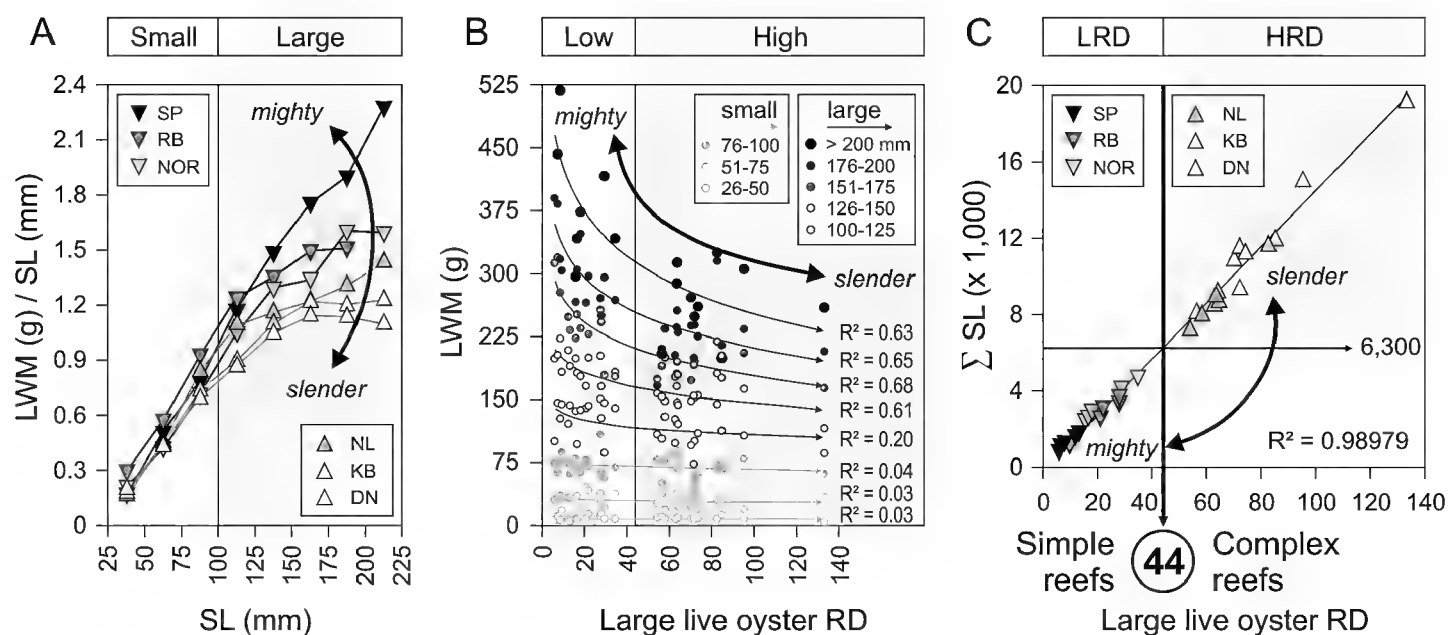 A
Small
Large
2.4
2.1
1.8
1.5
1.2
0.9
0.6
0.3
0
LWM (g) / SL (mm)
SP
RB
NOR
mighty
slender
NL
KB
DN
25
50
75
100
125
150
175
200
225
SL (mm)
B
Low
High
525
450
375
300
225
150
75
0
LWM (g)
mighty
small
76-100
51-75
26-50
large
> 200 mm
176-200
151-175
126-150
100-125
slender
R² = 0.63
R² = 0.65
R² = 0.68
R² = 0.61
R² = 0.20
R² = 0.04
R² = 0.03
R² = 0.03
0
20
40
60
80
100
120
140
Large live oyster RD
C
LRD
HRD
20
16
12
8
4
0
∑ SL (x 1,000)
SP
RB
NOR
NL
KB
DN
slender
6,300
mighty
R² = 0.98979
0
20
40
60
80
100
120
140
Simple
reefs
44
Complex
reefs
Large live oyster RD